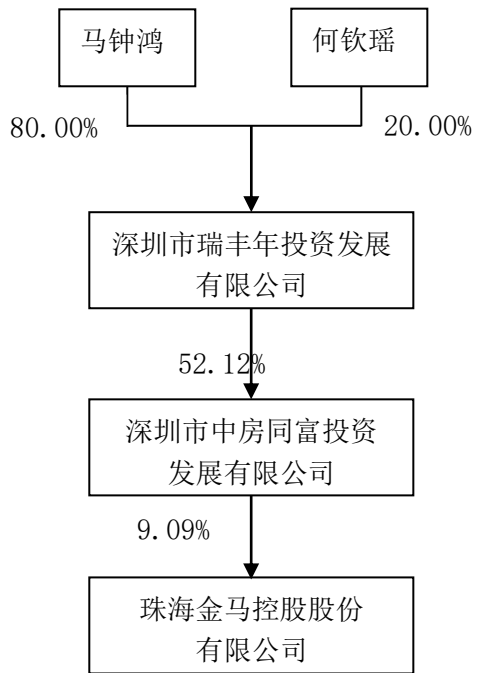 马钟鸿
何钦瑶
80.00%
20.00%
深圳市瑞丰年投资发展
有限公司
52.12%
深圳市中房同富投资
发展有限公司
9.09%
珠海金马控股股份
有限公司